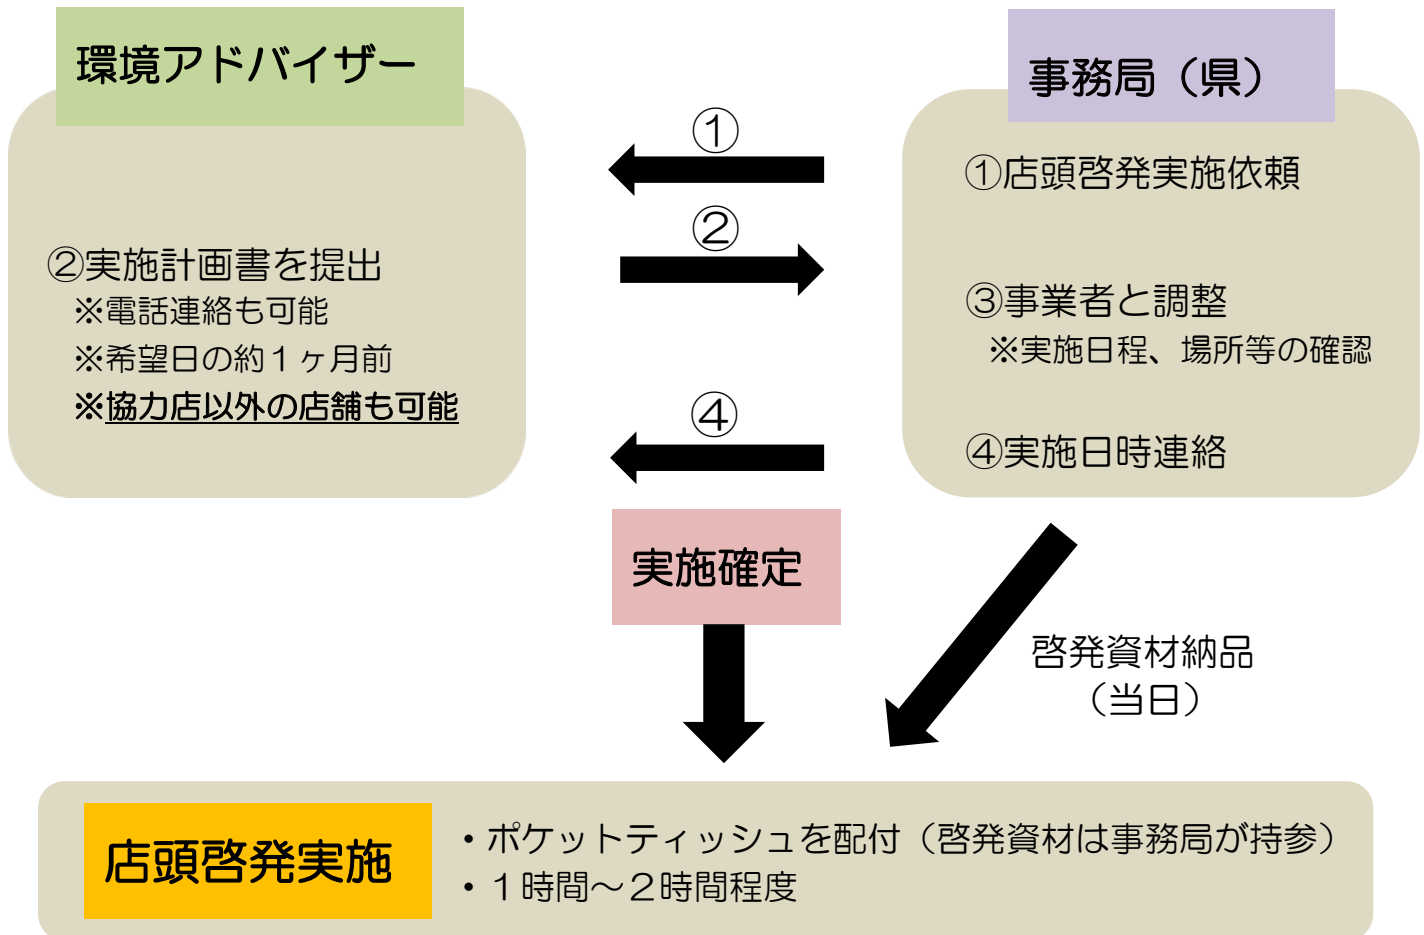 環境アドバイザー
②実施計画書を提出
※電話連絡も可能
※希望日の約１ヶ月前
※協力店以外の店舗も可能
①
②
④
事務局（県）
①店頭啓発実施依頼
③事業者と調整
※実施日程、場所等の確認
④実施日時連絡
実施確定
啓発資材納品
（当日）
店頭啓発実施
・ポケットティッシュを配付（啓発資材は事務局が持参）
・１時間～２時間程度